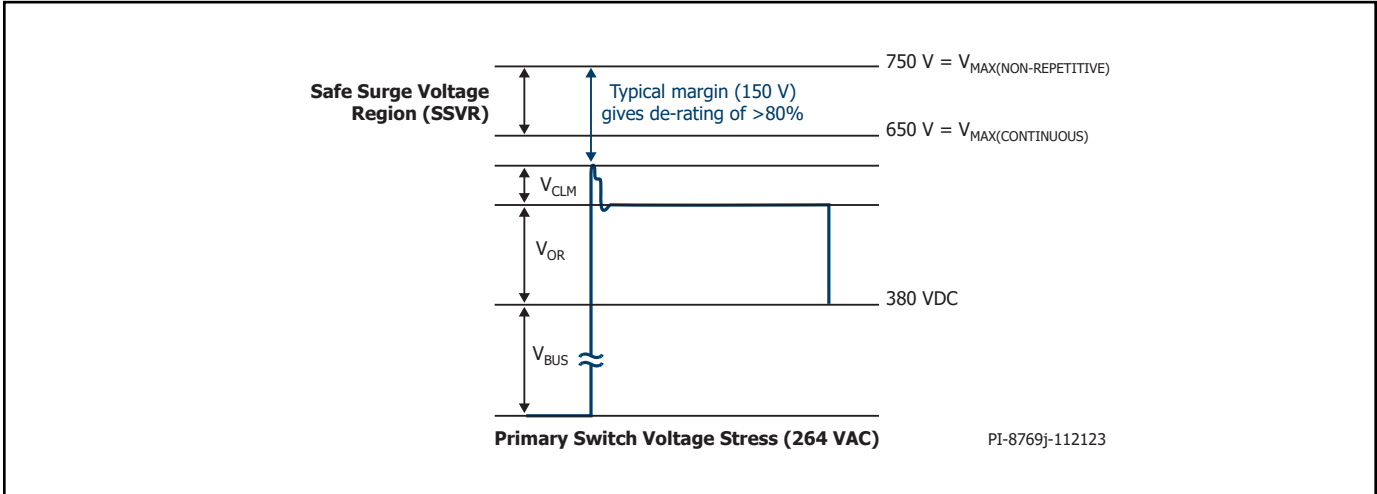 750 V = VMAX(NON-REPETITIVE)
Safe Surge Voltage
Region (SSVR)
Typical margin (150 V)
gives de-rating of >80%
650 V = VMAX(CONTINUOUS)
VCLM
VOR
380 VDC
VBUS
Primary Switch Voltage Stress (264 VAC)
PI-8769j-112123